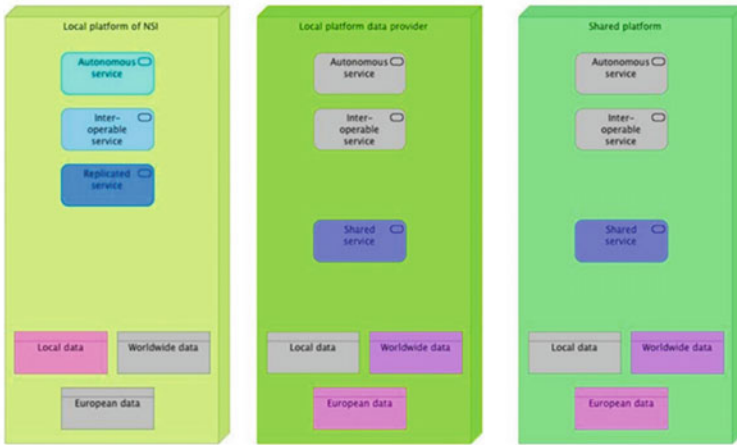 Local platform of NSI
Autonomous
service
Inter-
operable
service
Replicated
service
Local data
Worldwide data
European data
Local platform data provider
Autonomous
service
Inter-
operable
service
Shared
service
Local data
Worldwide data
European data
Shared platform
Autonomous
service
Inter-
operable
service
Shared
service
Local data
Worldwide data
European data